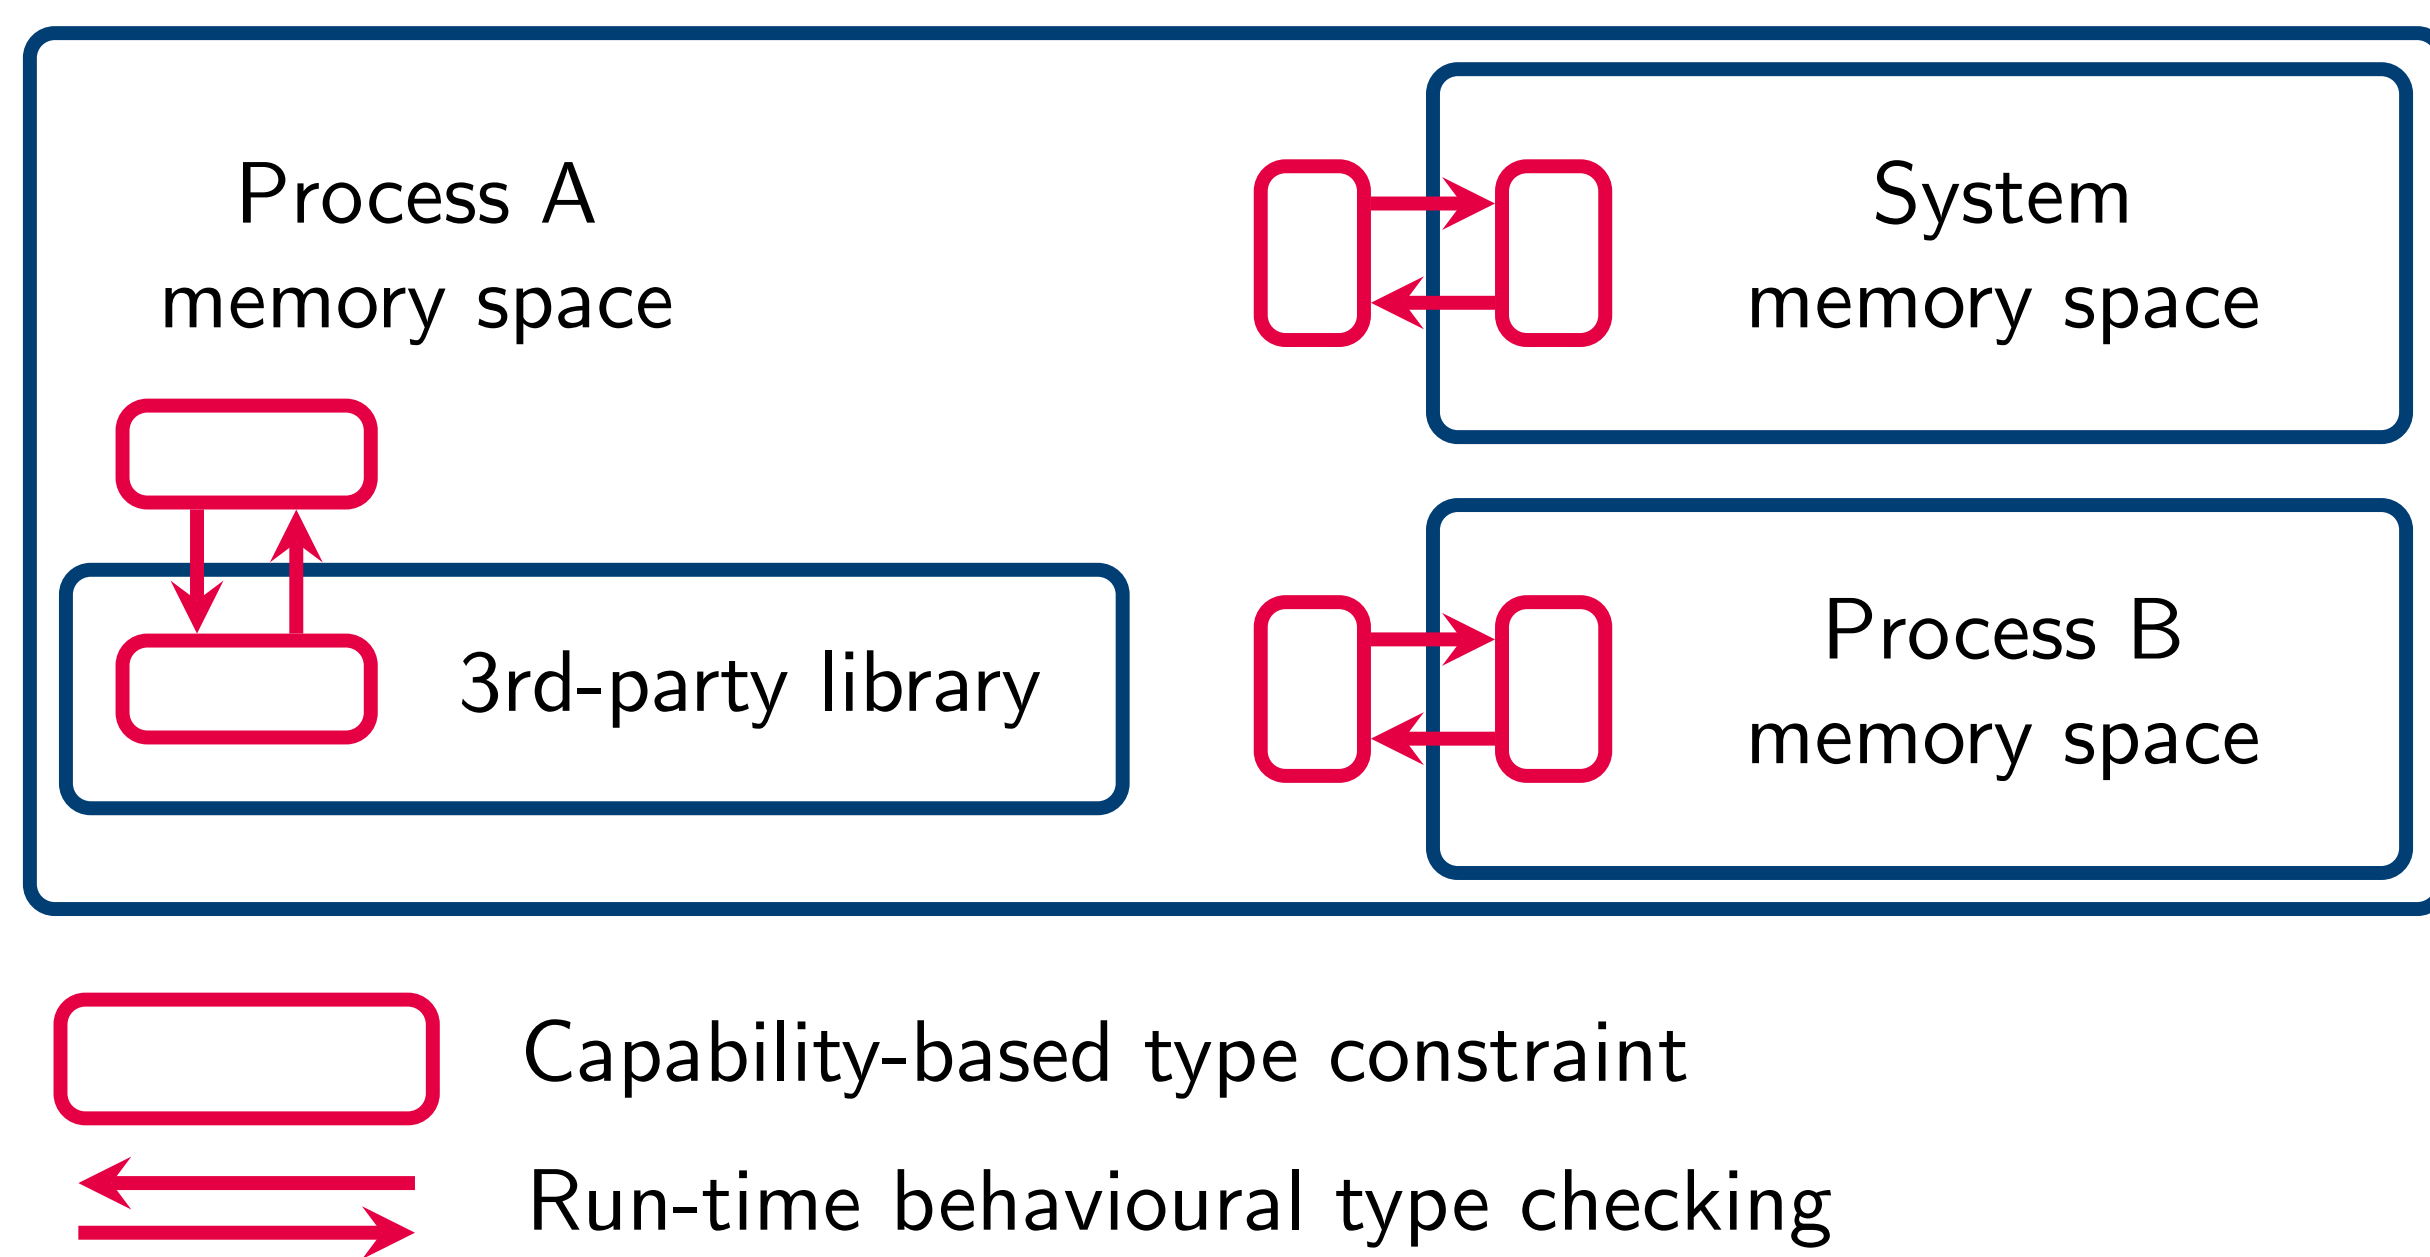 Process A
memory space
System
memory space
3rd-party library
Process B
memory space
Capability-based type constraint
Run-time behavioural type checking